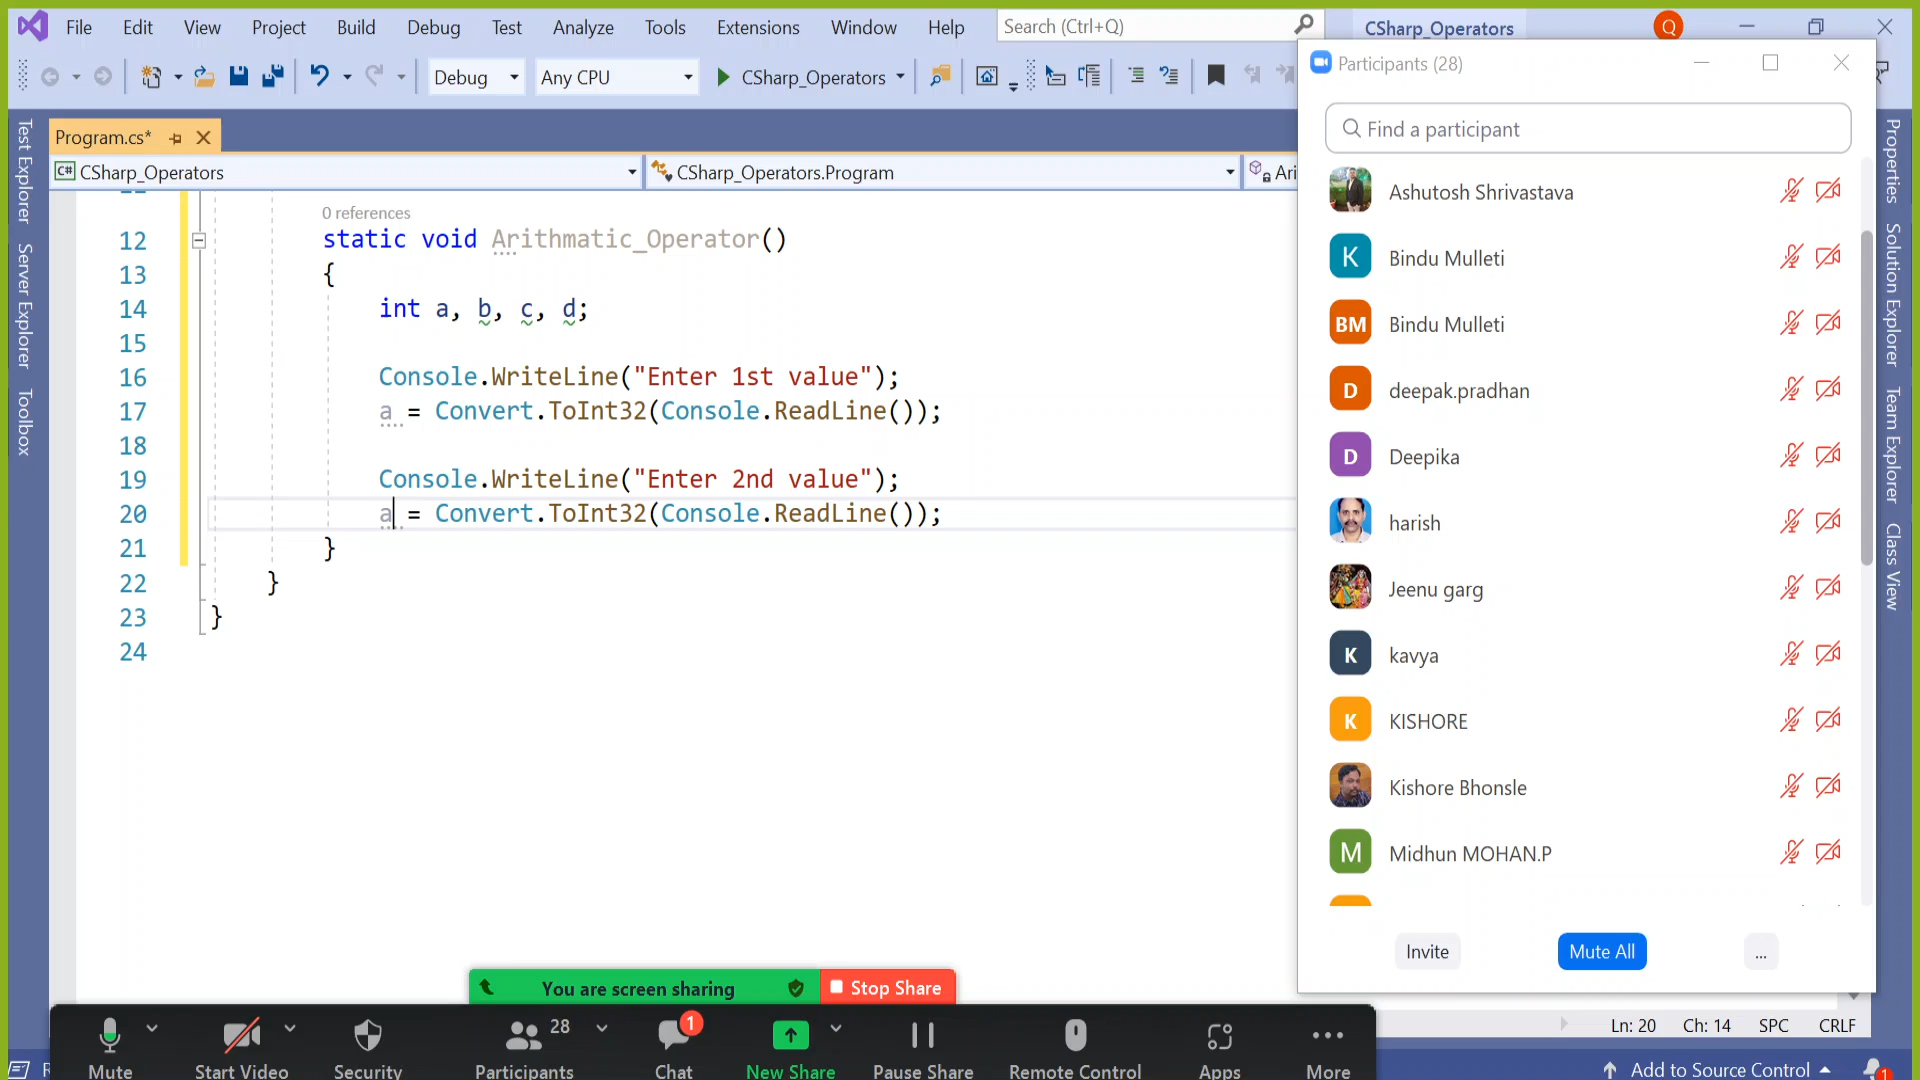 File Edit View Project Build Debug Test Analyze Tools Extensions Window Help Search (Ctrl+Q) CSharp_Operators Q
Debug Any CPU CSharp_Operators
Program.cs*
C# CSharp_Operators CSharp_Operators.Program Ari
Test Explorer
Server Explorer
Toolbox
0 references
12 static void Arithmatic_Operator()
13 {
14 int a, b, c, d;
15
16 Console.WriteLine("Enter 1st value");
17 a = Convert.ToInt32(Console.ReadLine());
18
19 Console.WriteLine("Enter 2nd value");
20 a = Convert.ToInt32(Console.ReadLine());
21 }
22 }
23 }
24
Participants (28)
Find a participant
Ashutosh Shrivastava
K Bindu Mulleti
BM Bindu Mulleti
D deepak.pradhan
D Deepika
harish
Jeenu garg
K kavya
K KISHORE
Kishore Bhonsle
M Midhun MOHAN.P
Invite Mute All ...
Properties
Solution Explorer
Team Explorer
Class View
You are screen sharing Stop Share
Ln: 20 Ch: 14 SPC CRLF
28 1
Mute Start Video Security Participants Chat New Share Pause Share Remote Control Apps More
Add to Source Control 1